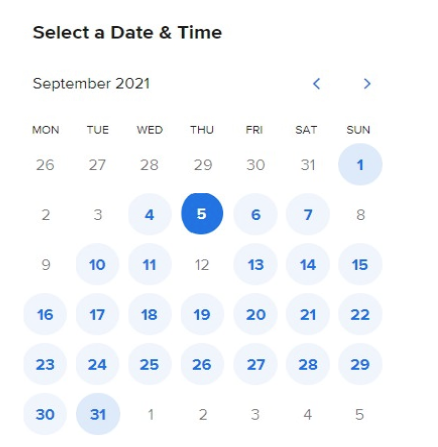 Select a Date & Time
September 2021
MON TUE WED THU FRI SAT SUN
26 27 28 29 30 31 1
2 3 4 5 6 7 8
9 10 11 12 13 14 15
16 17 18 19 20 21 22
23 24 25 26 27 28 29
30 31 1 2 3 4 5